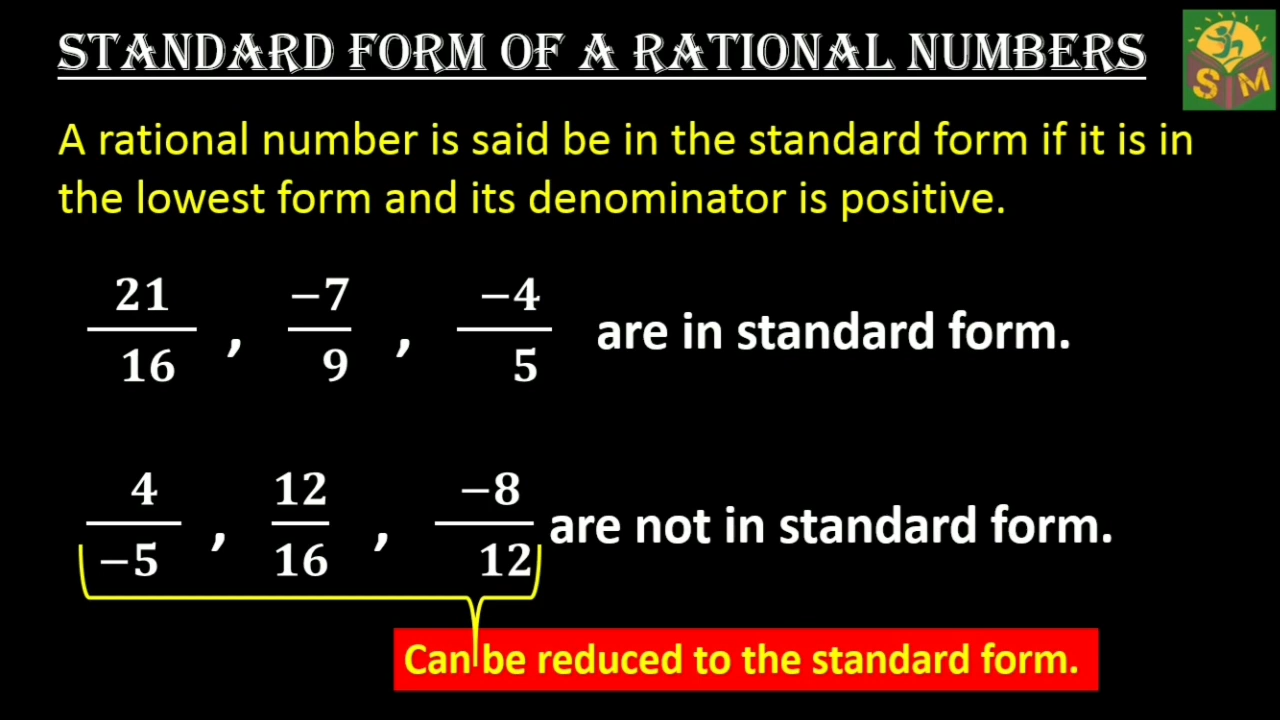 STANDARD FORM OF A RATIONAL NUMBERS
SM
A rational number is said be in the standard form if it is in
the lowest form and its denominator is positive.
21/16 , −7/9 , −4/5 are in standard form.
4/−5 , 12/16 , −8/12 are not in standard form.
Can be reduced to the standard form.